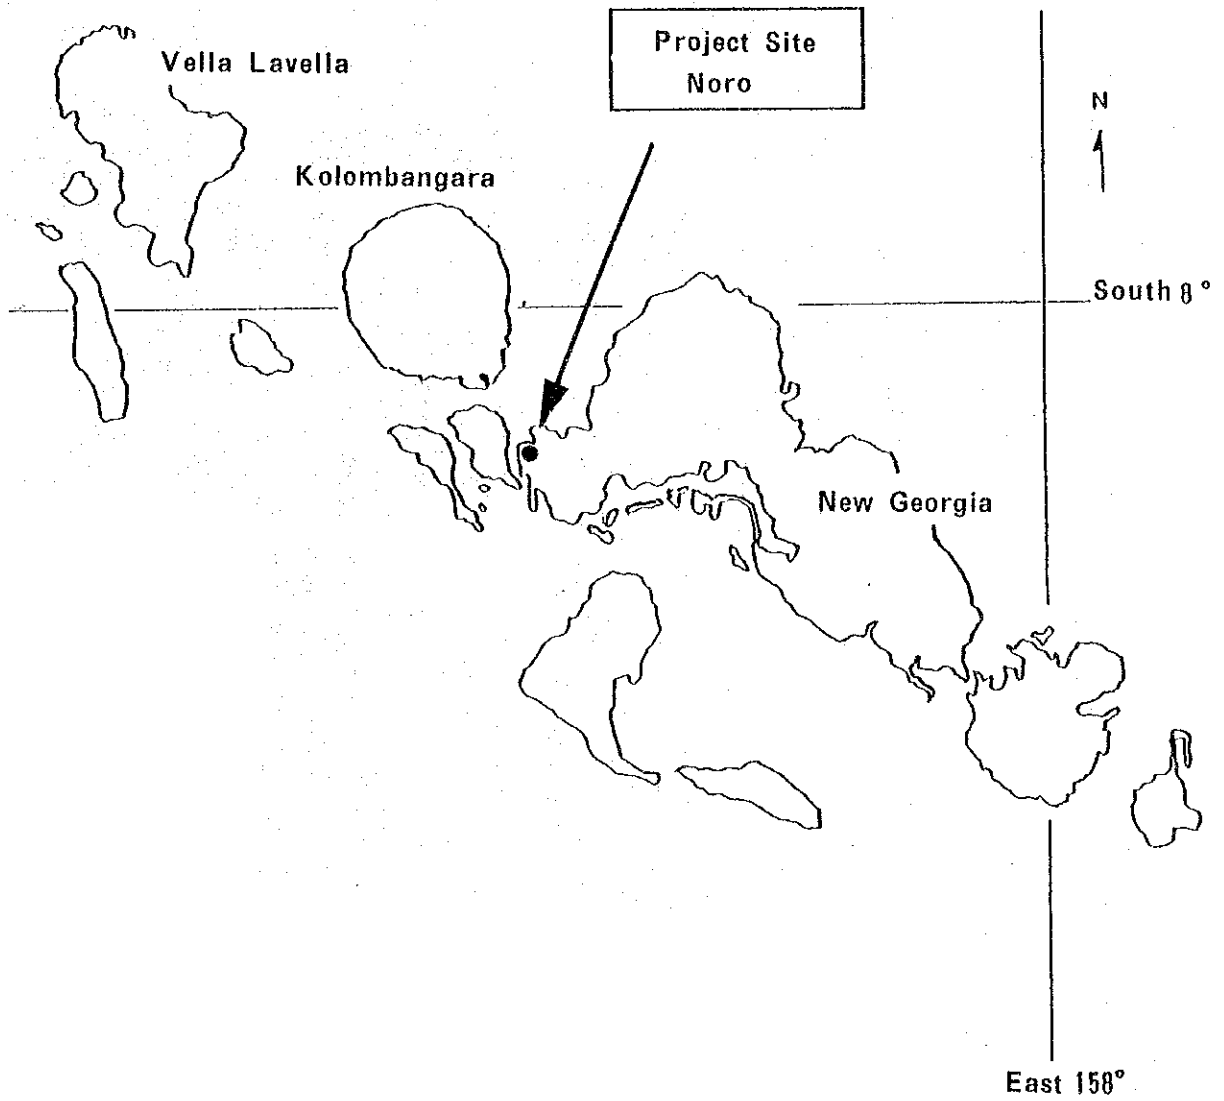 Project Site
Noro
Vella Lavella
N
Kolombangara
South 8°
New Georgia
East 158°